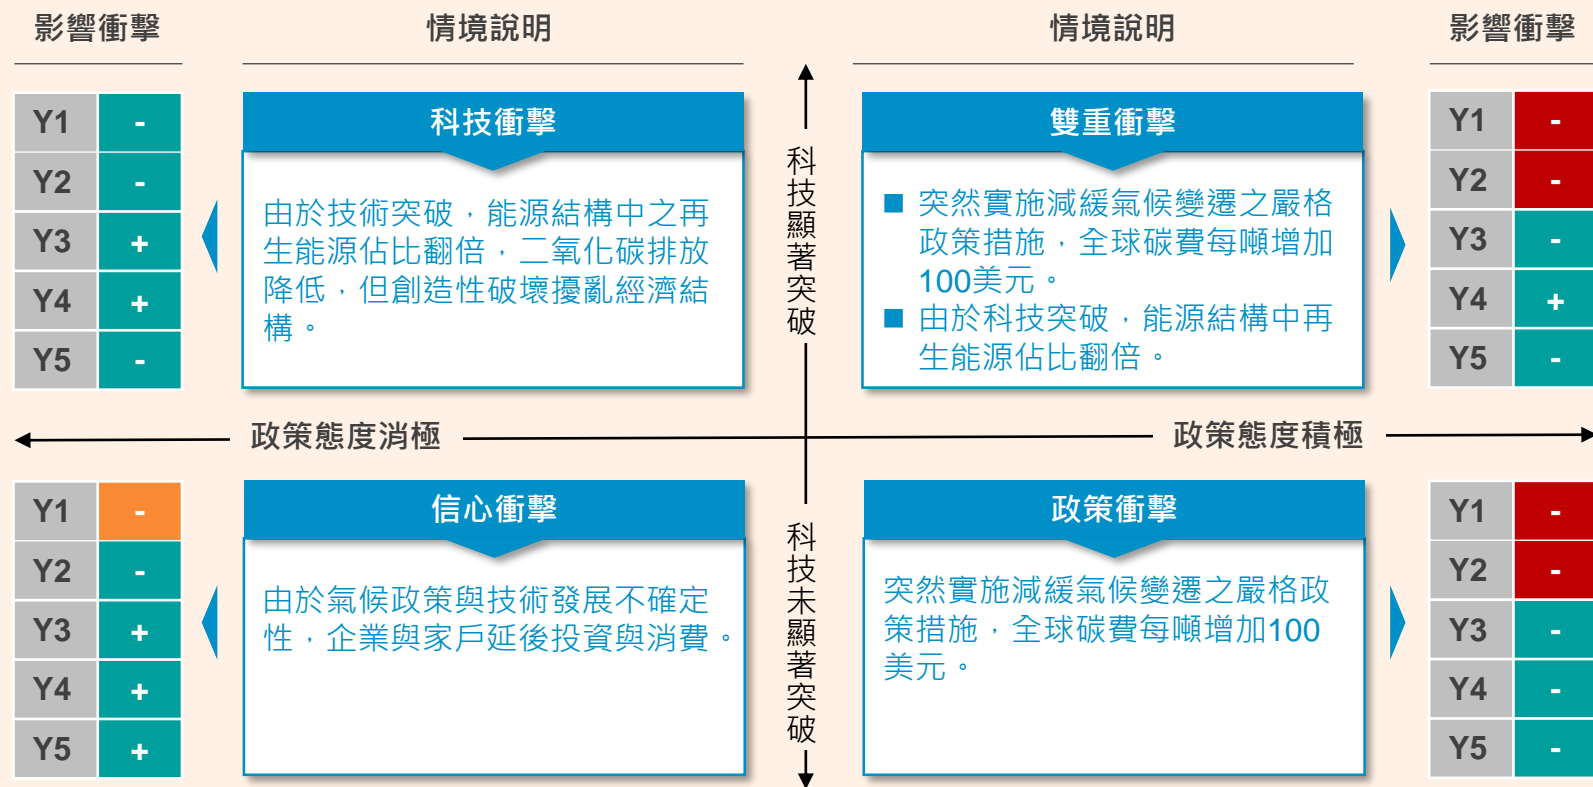 影響衝擊
情境說明
情境說明
影響衝擊
Y1 -
Y2 -
Y3 +
Y4 +
Y5 -
科技衝擊
由於技術突破，能源結構中之再
生能源佔比翻倍，二氧化碳排放
降低，但創造性破壞擾亂經濟結
構。
科技顯著突破
雙重衝擊
■ 突然實施減緩氣候變遷之嚴格
政策措施，全球碳費每噸增加
100美元。
■ 由於科技突破，能源結構中再
生能源佔比翻倍。
Y1 -
Y2 -
Y3 -
Y4 +
Y5 -
政策態度消極
政策態度積極
Y1 -
Y2 -
Y3 +
Y4 +
Y5 +
信心衝擊
由於氣候政策與技術發展不確定
性，企業與家戶延後投資與消費。
科技未顯著突破
政策衝擊
突然實施減緩氣候變遷之嚴格政
策措施，全球碳費每噸增加100
美元。
Y1 -
Y2 -
Y3 -
Y4 -
Y5 -